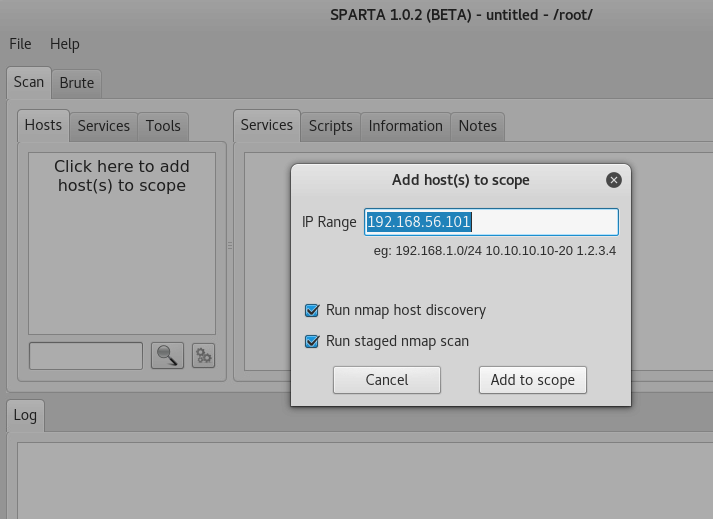 SPARTA 1.0.2 (BETA) - untitled - /root/
File Help
Scan Brute
Hosts Services Tools
Services Scripts Information Notes
Click here to add
host(s) to scope
Add host(s) to scope
IP Range 192.168.56.101
eg: 192.168.1.0/24 10.10.10.10-20 1.2.3.4
Run nmap host discovery
Run staged nmap scan
Cancel Add to scope
Log